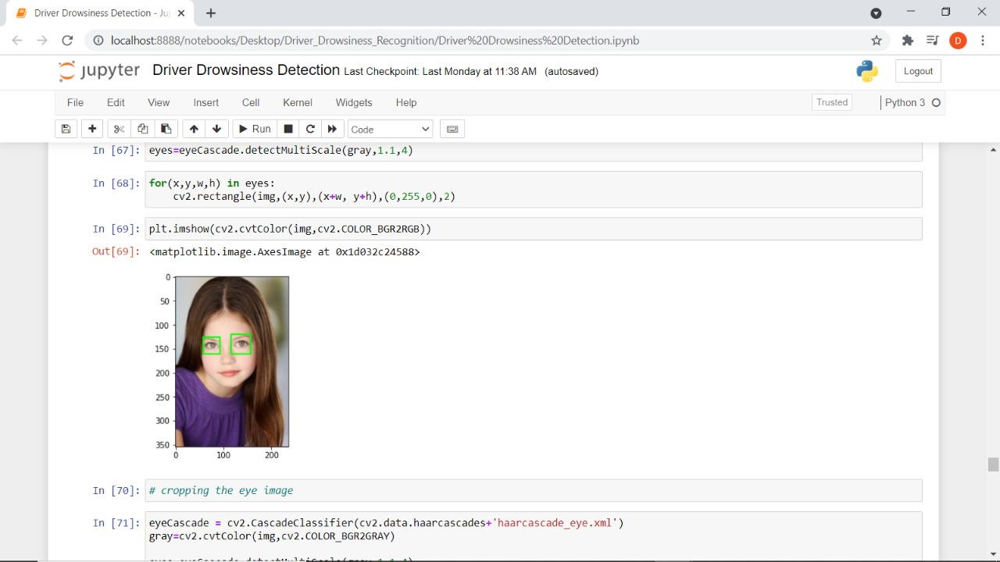 Driver Drowsiness Detection - Ju
localhost:8888/notebooks/Desktop/Driver_Drowsiness_Recognition/Driver%20Drowsiness%20Detection.ipynb
D
jupyter Driver Drowsiness Detection Last Checkpoint: Last Monday at 11:38 AM (autosaved)
Logout
File Edit View Insert Cell Kernel Widgets Help
Trusted
Python 3
Run
Code
In [67]: eyes=eyeCascade.detectMultiScale(gray,1.1,4)
In [68]: for(x,y,w,h) in eyes:
cv2.rectangle(img,(x,y),(x+w, y+h),(0,255,0),2)
In [69]: plt.imshow(cv2.cvtColor(img,cv2.COLOR_BGR2RGB))
Out[69]: <matplotlib.image.AxesImage at 0x1d032c24588>
0
50
100
150
200
250
300
350
0 100 200
In [70]: # cropping the eye image
In [71]: eyeCascade = cv2.CascadeClassifier(cv2.data.haarcascades+'haarcascade_eye.xml')
gray=cv2.cvtColor(img,cv2.COLOR_BGR2GRAY)